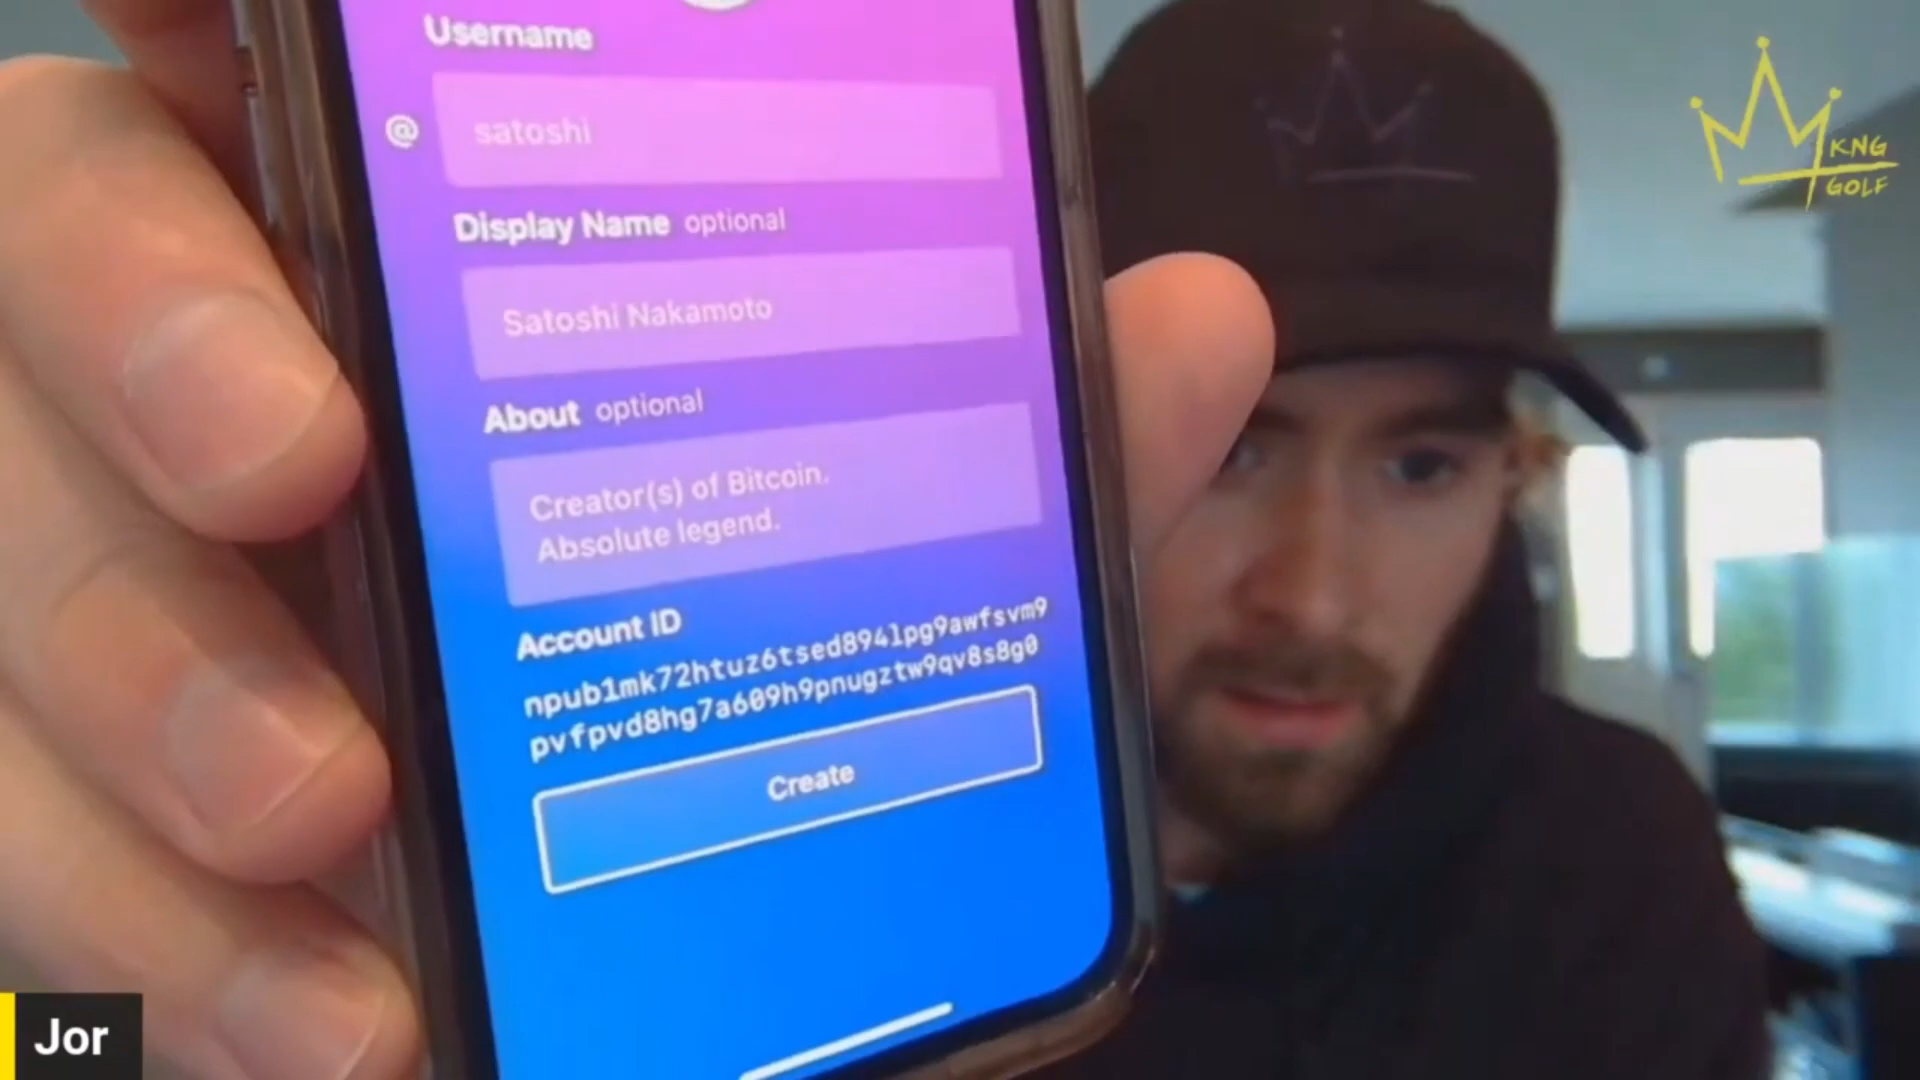 Username
@ satoshi
Display Name optional
Satoshi Nakamoto
About optional
Creator(s) of Bitcoin.
Absolute legend.
Account ID
npub1mk72htuz6tsed894lpg9awfsvm9
pvfpvd8hg7a609h9pnugztw9qv8s8g0
Create
KNG
GOLF
Jor